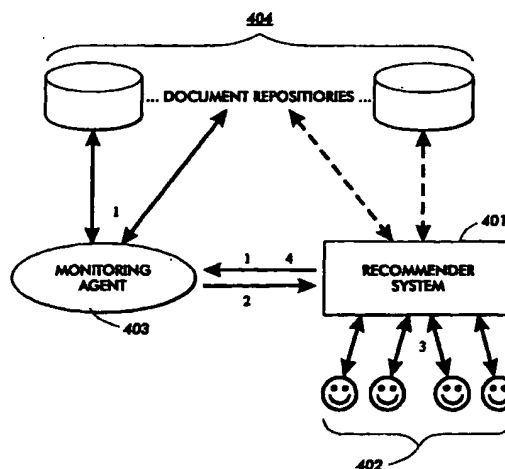 404
... DOCUMENT REPOSITORIES ...
1
401
MONITORING
AGENT
1 4
2
RECOMMENDER
SYSTEM
403
3
402